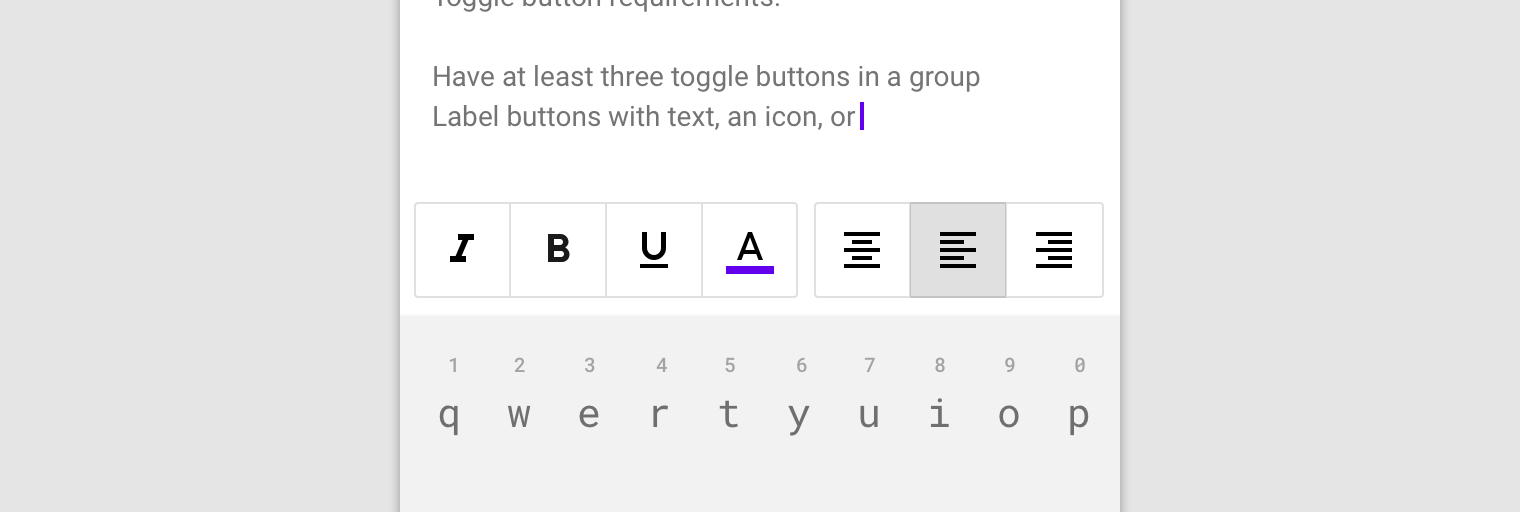 Toggle button requirements:
Have at least three toggle buttons in a group
Label buttons with text, an icon, or
I B U A
1 2 3 4 5 6 7 8 9 0
q w e r t y u i o p